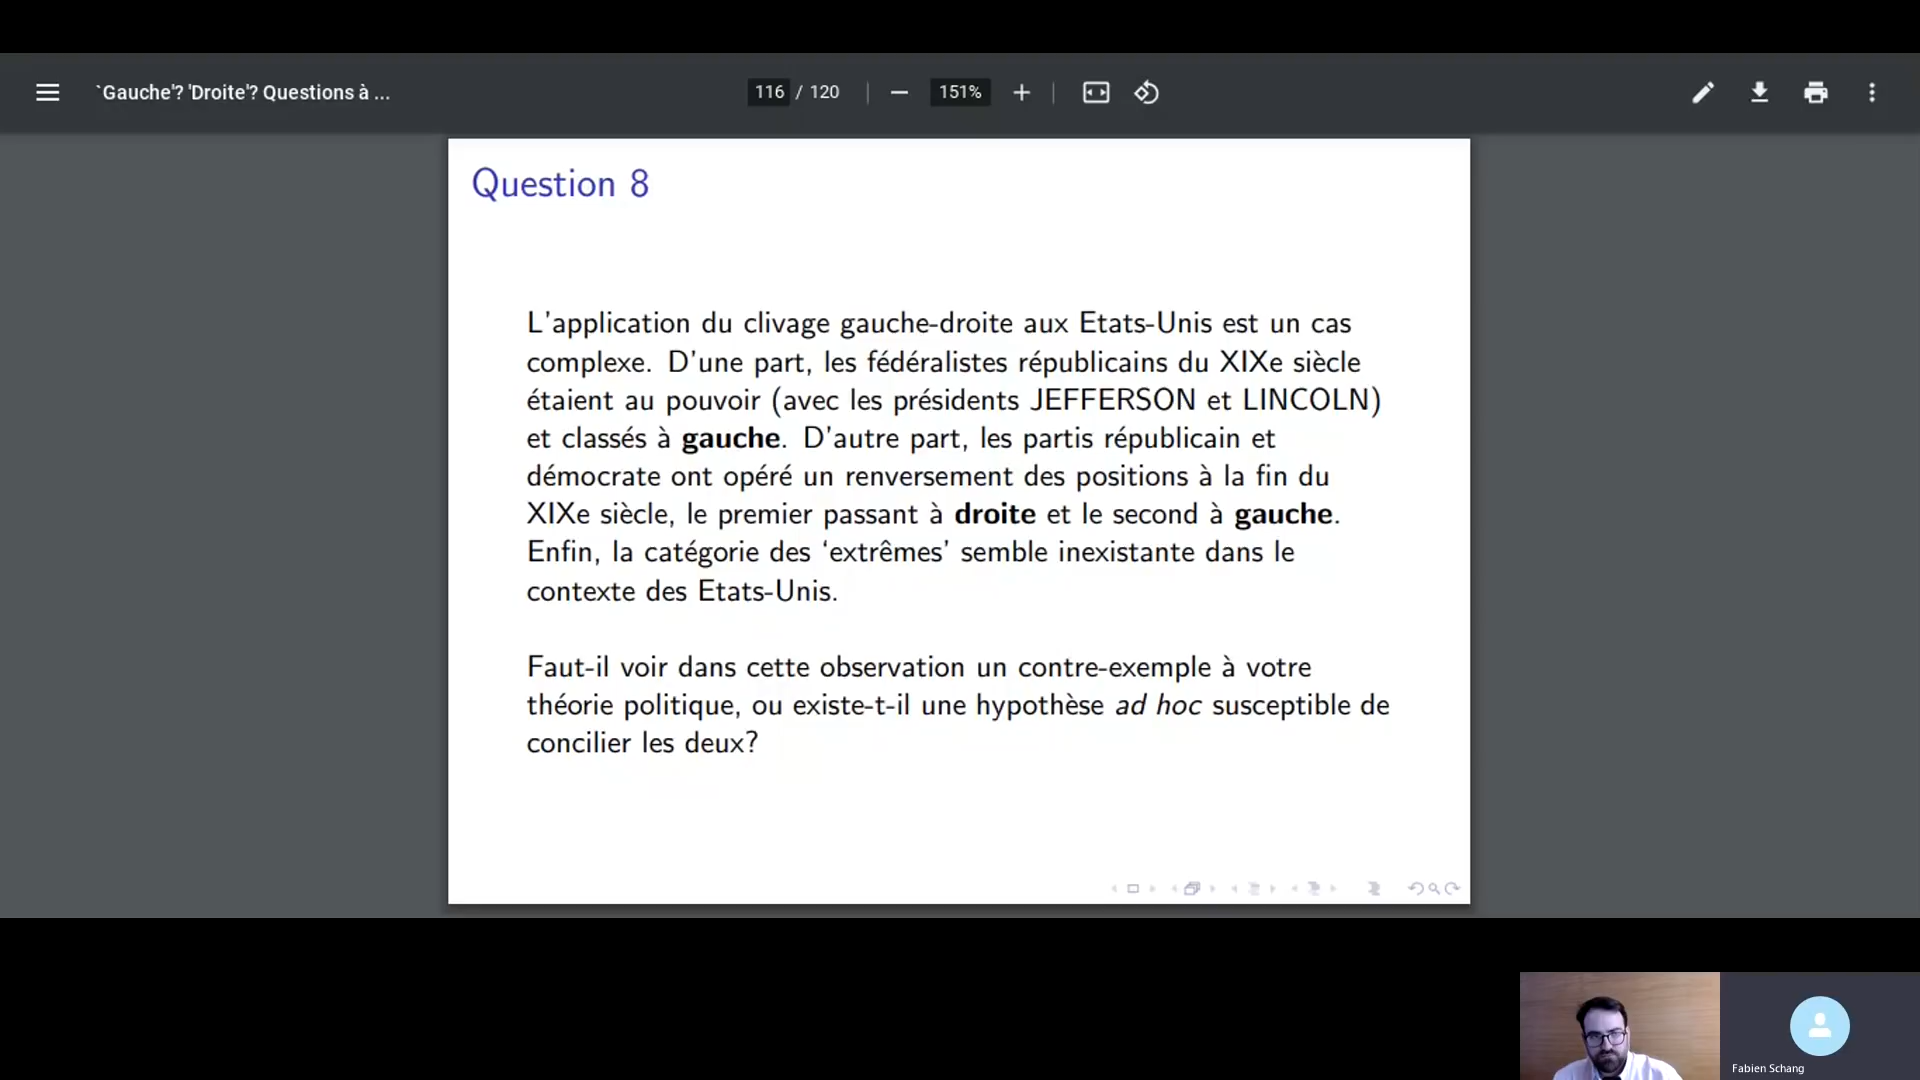 `Gauche'? 'Droite'? Questions à ...
116 / 120
151%
Question 8
L'application du clivage gauche-droite aux Etats-Unis est un cas
complexe. D'une part, les fédéralistes républicains du XIXe siècle
étaient au pouvoir (avec les présidents JEFFERSON et LINCOLN)
et classés à gauche. D'autre part, les partis républicain et
démocrate ont opéré un renversement des positions à la fin du
XIXe siècle, le premier passant à droite et le second à gauche.
Enfin, la catégorie des ‘extrêmes’ semble inexistante dans le
contexte des Etats-Unis.
Faut-il voir dans cette observation un contre-exemple à votre
théorie politique, ou existe-t-il une hypothèse ad hoc susceptible de
concilier les deux?
Fabien Schang